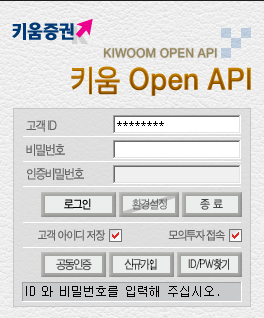 키움증권
KIWOOM OPEN API
키움 Open API
고객 ID ********
비밀번호
인증비밀번호
로그인 환경설정 종 료
고객 아이디 저장 모의투자 접속
공동인증 신규가입 ID/PW찾기
ID 와 비밀번호를 입력해 주십시오.